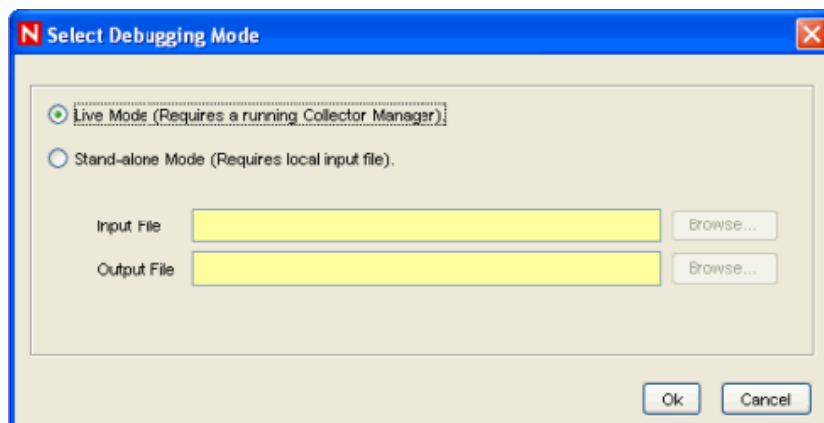 N Select Debugging Mode
Live Mode (Requires a running Collector Manager).
Stand-alone Mode (Requires local input file).
Input File Browse...
Output File Browse...
Ok Cancel